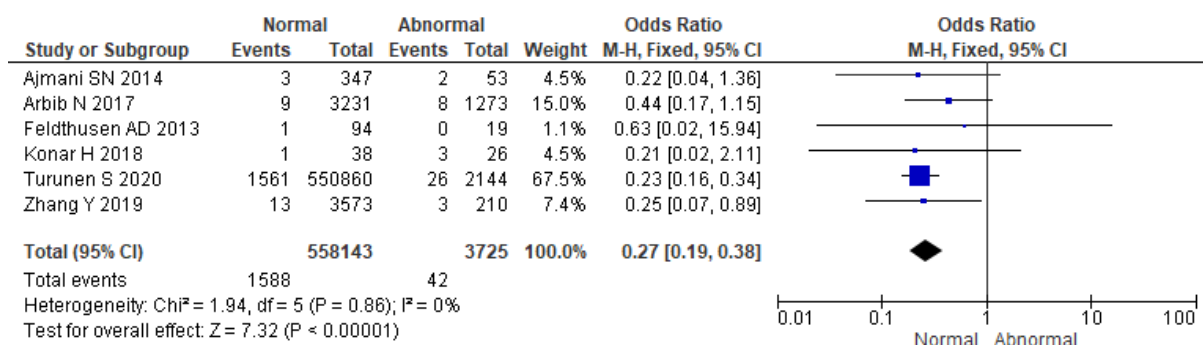 Normal Abnormal Odds Ratio Odds Ratio
Study or Subgroup Events Total Events Total Weight M-H, Fixed, 95% CI M-H, Fixed, 95% CI
Ajmani SN 2014 3 347 2 53 4.5% 0.22 [0.04, 1.36]
Arbib N 2017 9 3231 8 1273 15.0% 0.44 [0.17, 1.15]
Feldthusen AD 2013 1 94 0 19 1.1% 0.63 [0.02, 15.94]
Konar H 2018 1 38 3 26 4.5% 0.21 [0.02, 2.11]
Turunen S 2020 1561 550860 26 2144 67.5% 0.23 [0.16, 0.34]
Zhang Y 2019 13 3573 3 210 7.4% 0.25 [0.07, 0.89]
Total (95% CI) 558143 3725 100.0% 0.27 [0.19, 0.38]
Total events 1588 42
Heterogeneity: Chi² = 1.94, df = 5 (P = 0.86); I² = 0%
Test for overall effect: Z = 7.32 (P < 0.00001)
0.01 0.1 1 10 100
Normal Abnormal